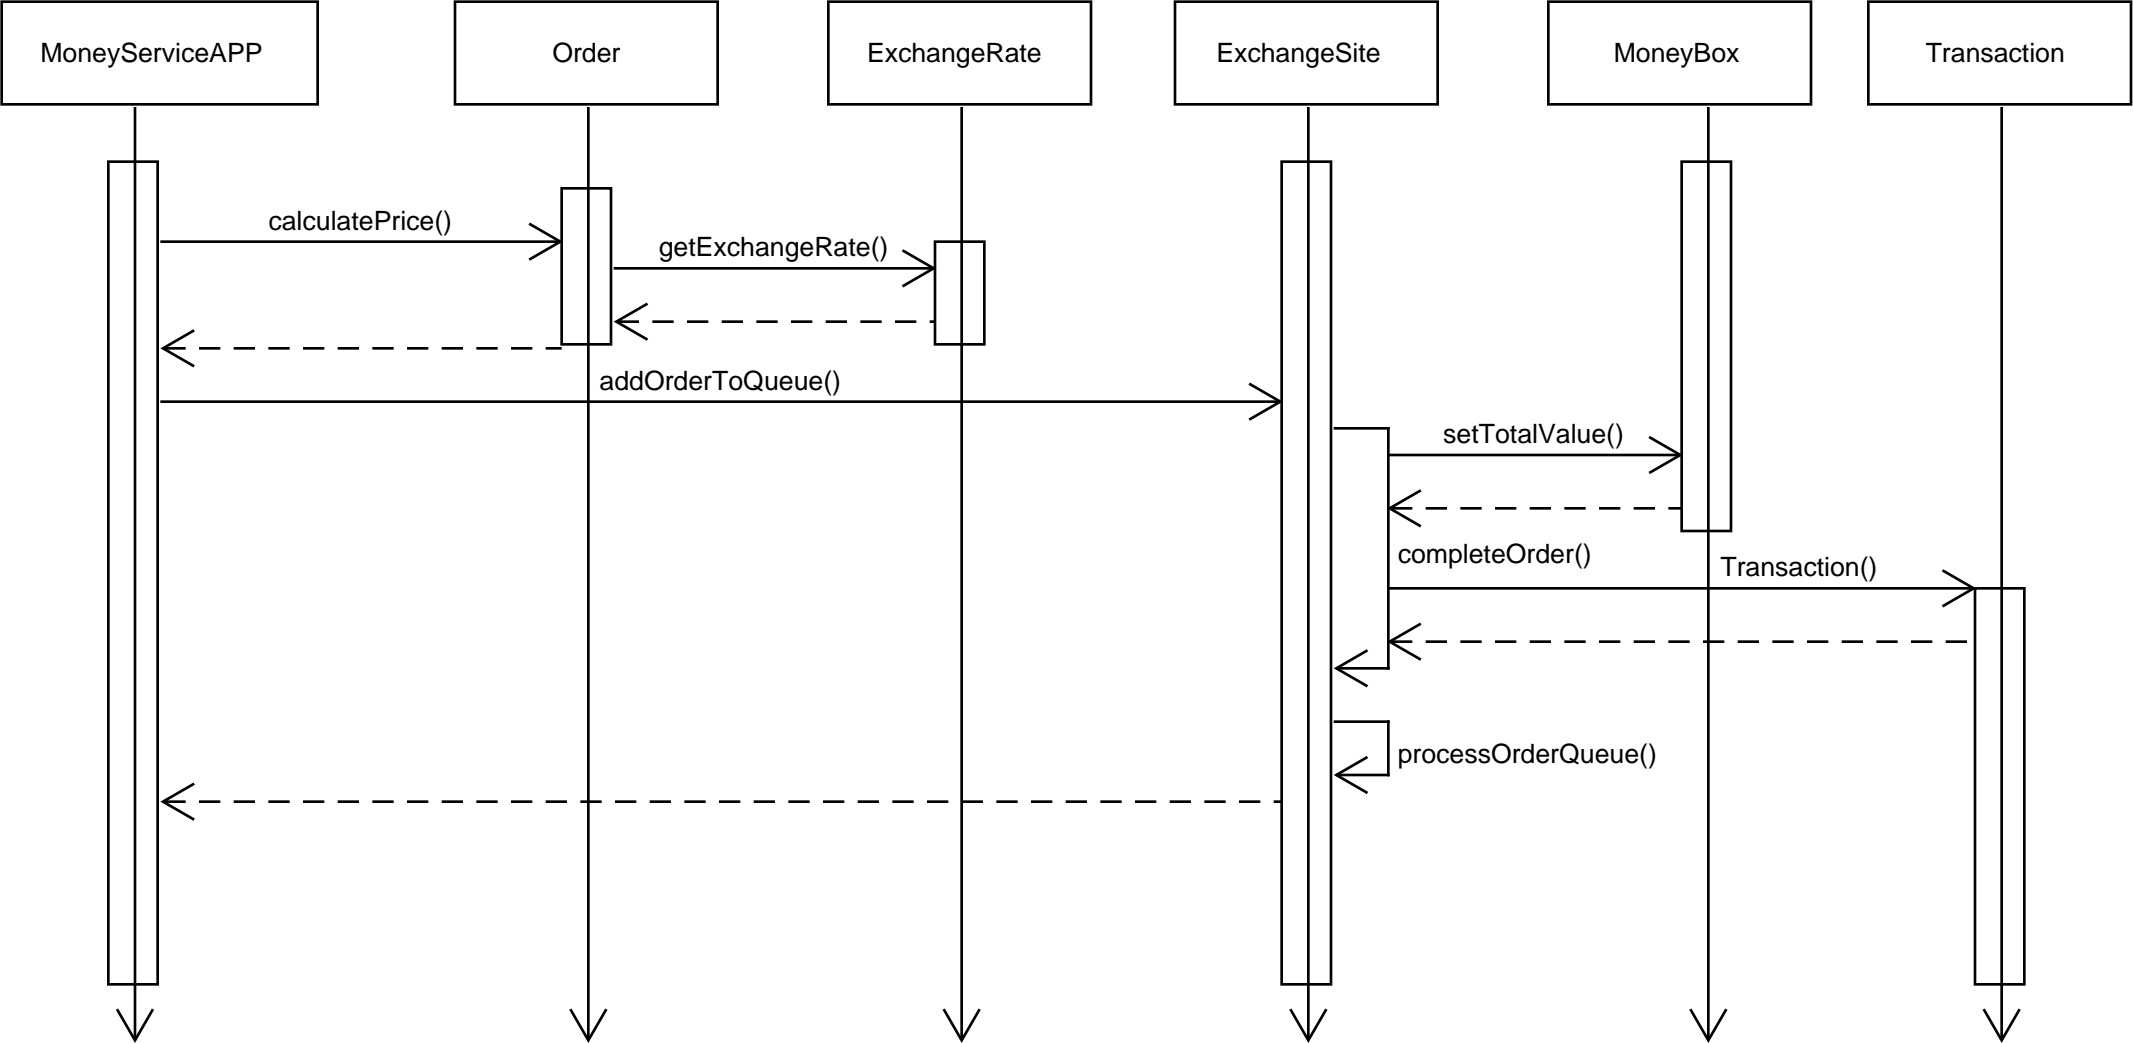 MoneyServiceAPP
Order
ExchangeRate
ExchangeSite
MoneyBox
Transaction
calculatePrice()
getExchangeRate()
addOrderToQueue()
setTotalValue()
completeOrder()
Transaction()
processOrderQueue()